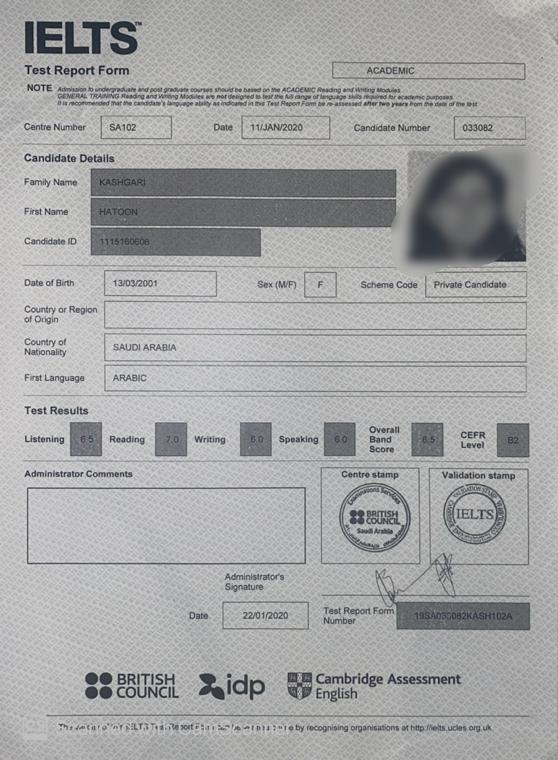 IELTS™
Test Report Form
ACADEMIC
NOTE Admission to undergraduate and post graduate courses should be based on the ACADEMIC Reading and Writing Modules.
GENERAL TRAINING Reading and Writing Modules are not designed to test the full range of language skills required for academic purposes.
It is recommended that the candidate's language ability as indicated in this Test Report Form be re-assessed after two years from the date of the test.
Centre Number SA102 Date 11/JAN/2020 Candidate Number 033082
Candidate Details
Family Name KASHGARI
First Name HATOON
Candidate ID 1115160606
Date of Birth 13/03/2001 Sex (M/F) F Scheme Code Private Candidate
Country or Region
of Origin
Country of
Nationality SAUDI ARABIA
First Language ARABIC
Test Results
Listening 6.5 Reading 7.0 Writing 6.0 Speaking 6.0 Overall Band Score 6.5 CEFR Level B2
Administrator Comments
Centre stamp
Validation stamp
Examinations Services
BRITISH
COUNCIL
Saudi Arabia
IELTS
Administrator's
Signature
Date 22/01/2020
Test Report Form
Number
BRITISH
COUNCIL
idp
Cambridge Assessment
English
IELTS Test Report Form by recognising organisations at http://ielts.ucles.org.uk